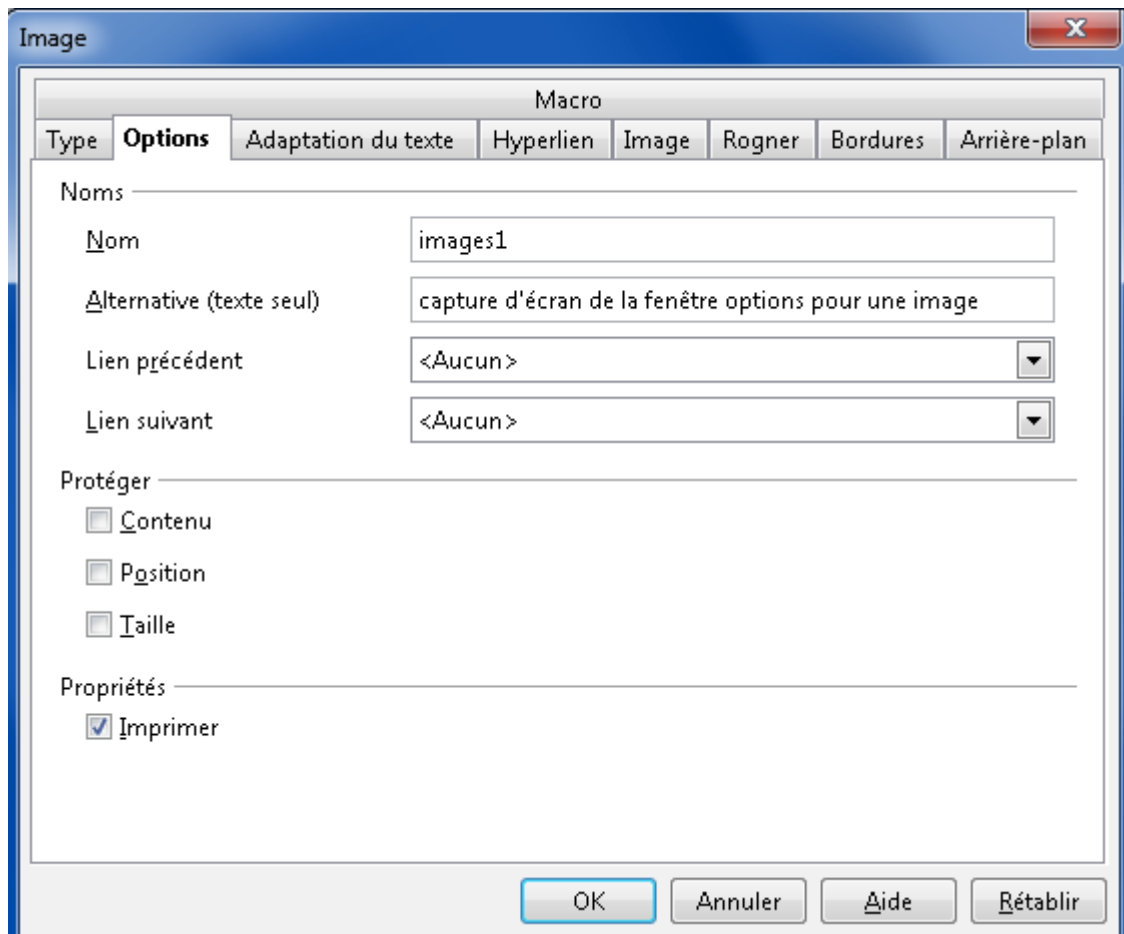 Image
Macro
Type Options Adaptation du texte Hyperlien Image Rogner Bordures Arrière-plan
Noms
Nom images1
Alternative (texte seul) capture d'écran de la fenêtre options pour une image
Lien précédent <Aucun>
Lien suivant <Aucun>
Protéger
Contenu
Position
Taille
Propriétés
Imprimer
OK Annuler Aide Rétablir